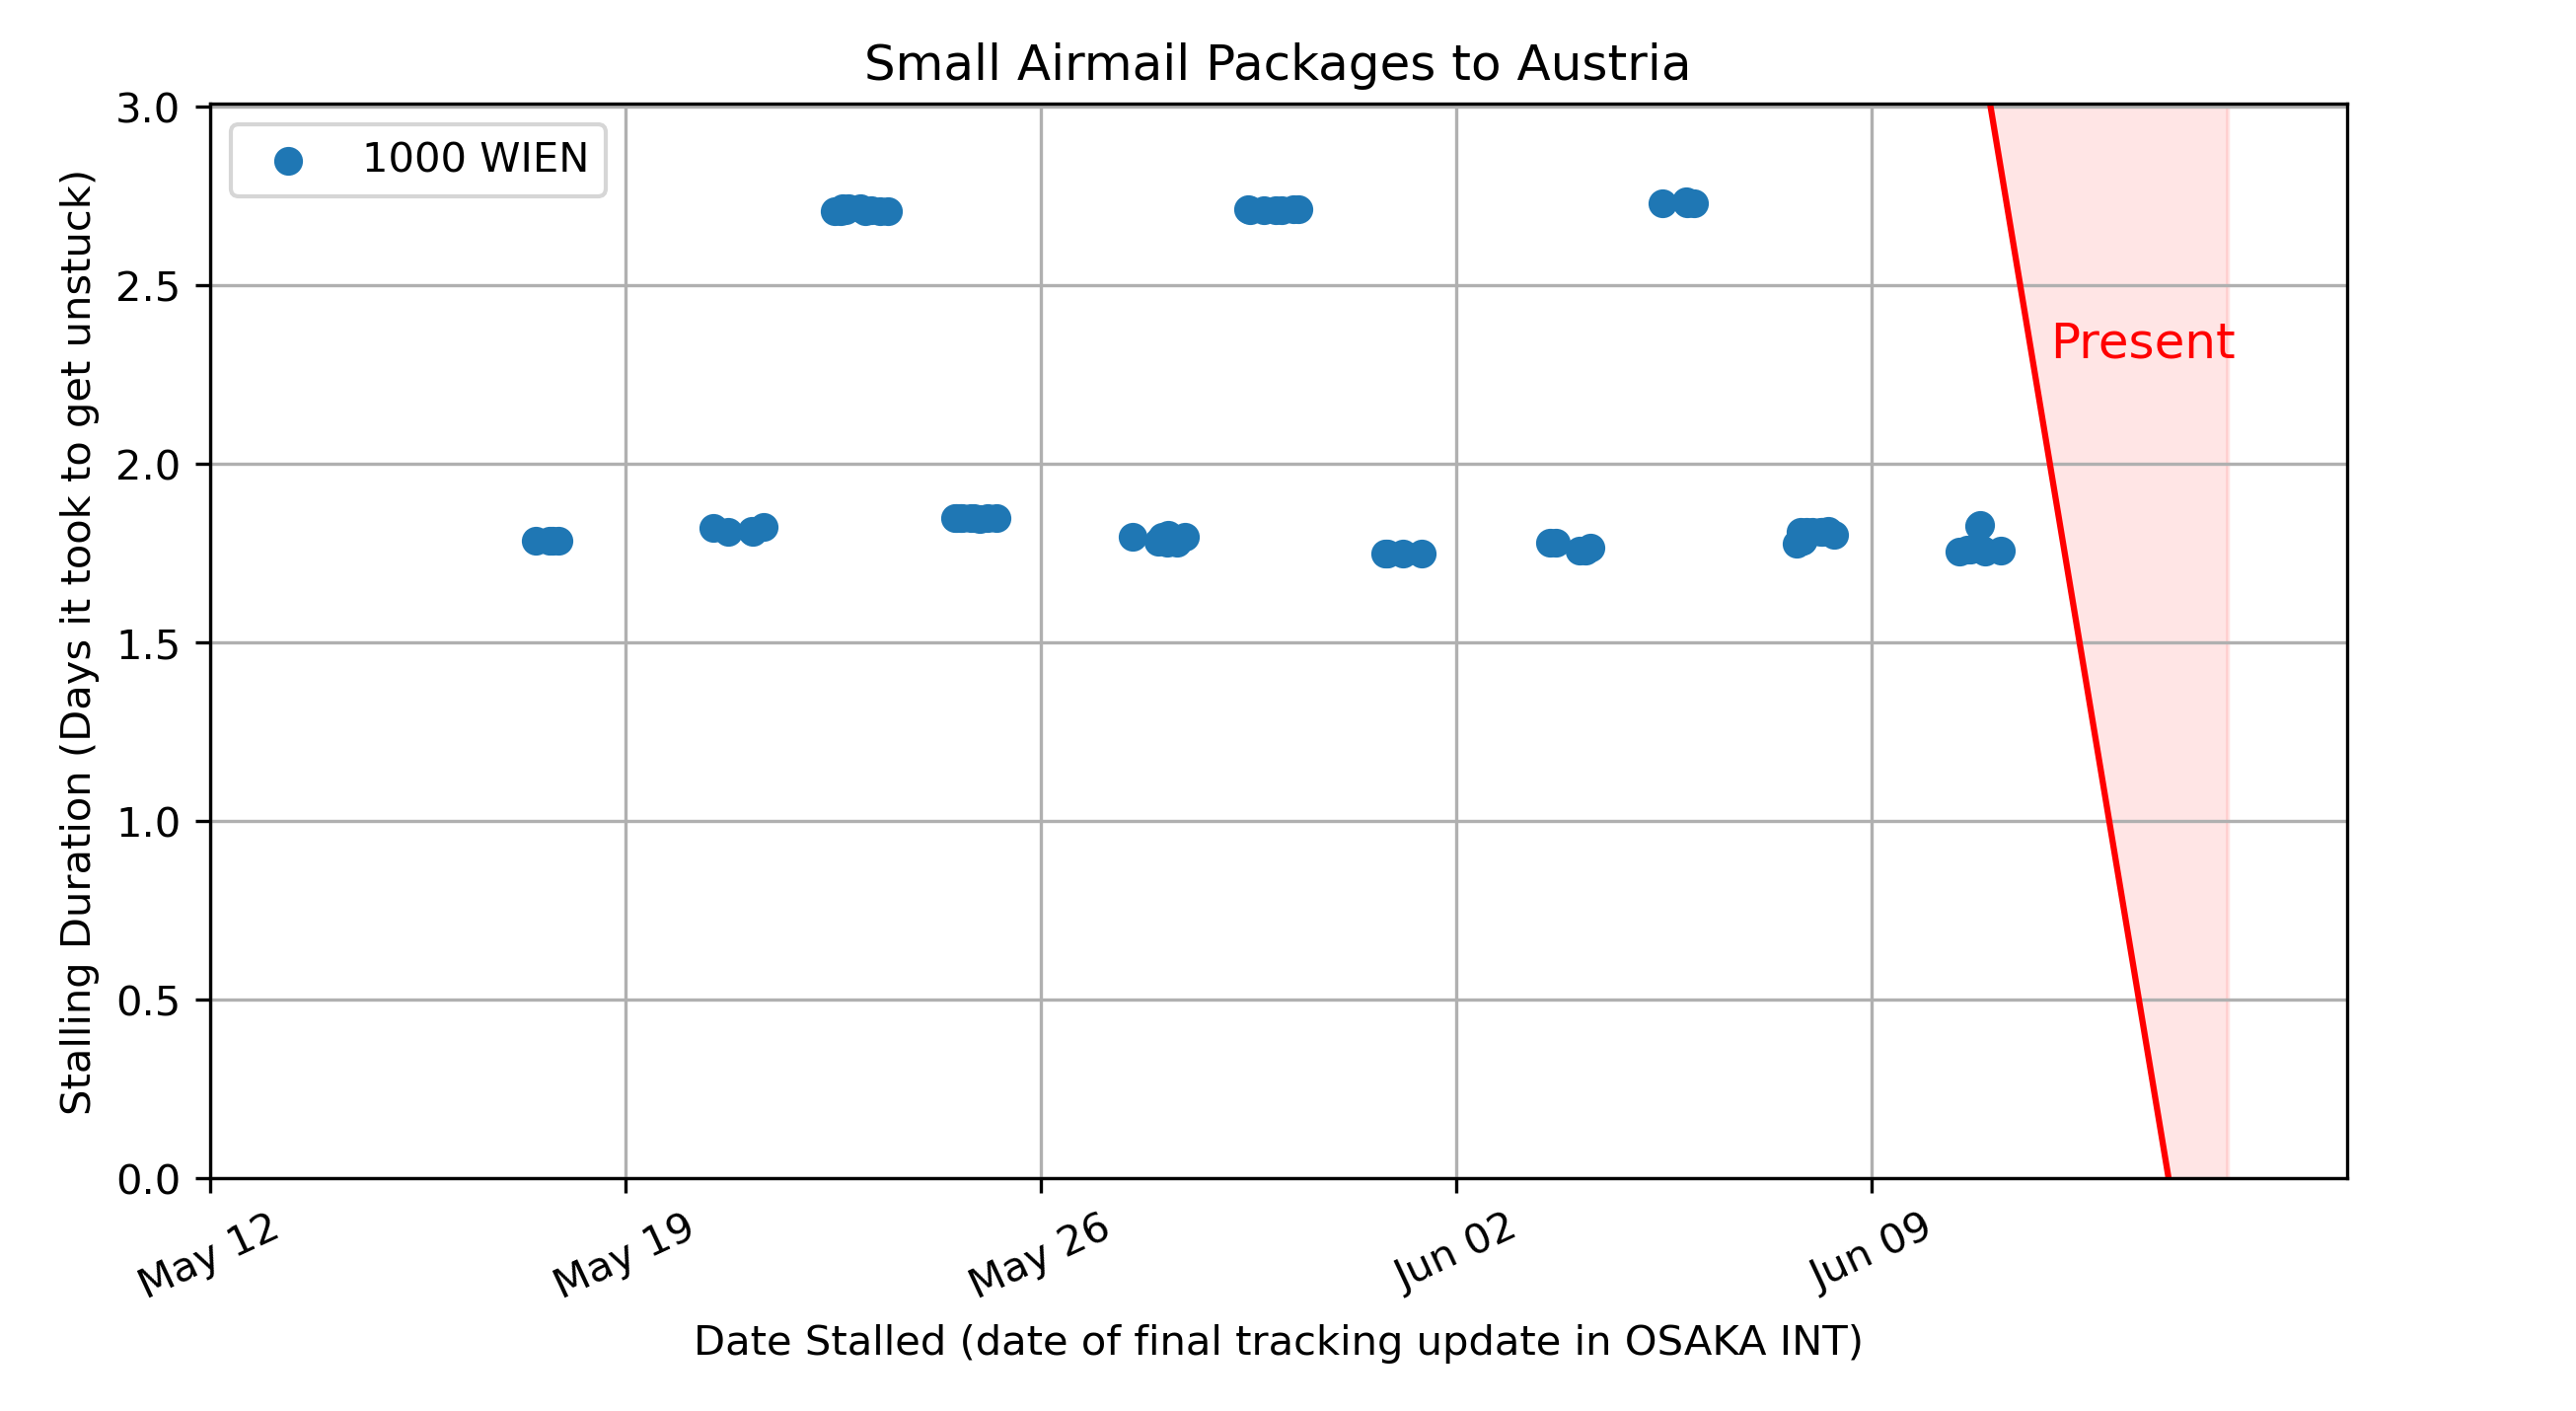 Small Airmail Packages to Austria
1000 WIEN
Present
Stalling Duration (Days it took to get unstuck)
3.0
2.5
2.0
1.5
1.0
0.5
0.0
May 12
May 19
May 26
Jun 02
Jun 09
Date Stalled (date of final tracking update in OSAKA INT)